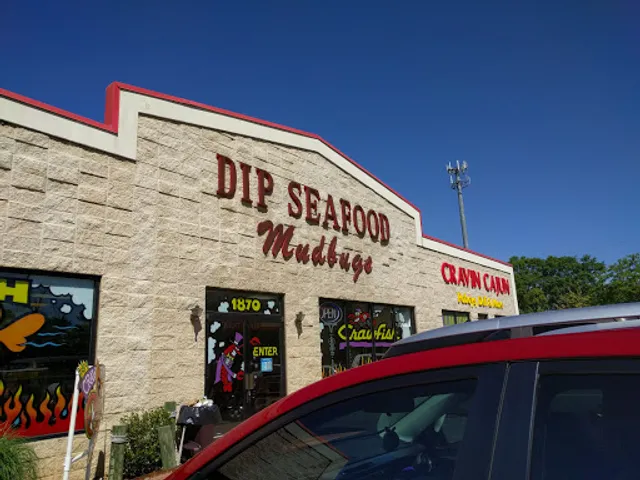 DIP SEAFOOD
Mudbugs
CRAVIN CAJUN
H
1870
ENTER
OPEN
Crawfish